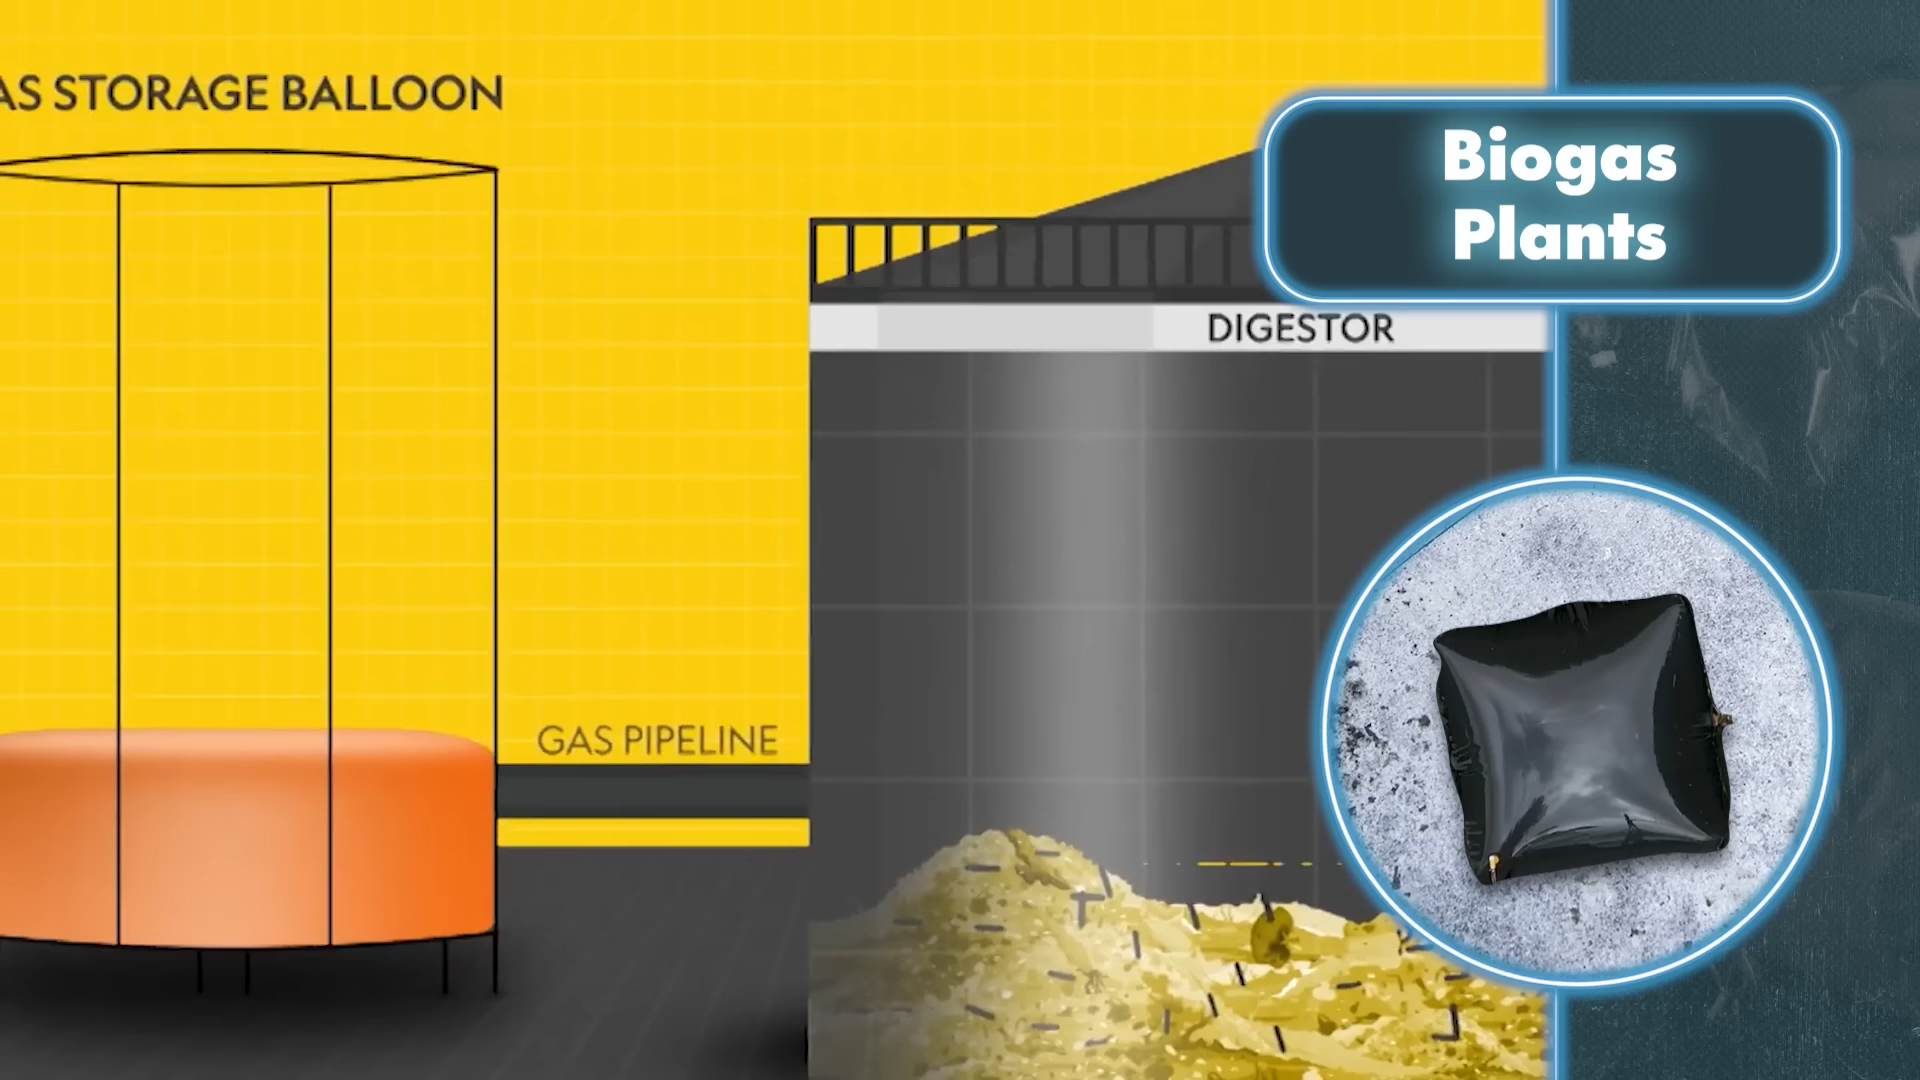 AS STORAGE BALLOON
Biogas
Plants
DIGESTOR
GAS PIPELINE